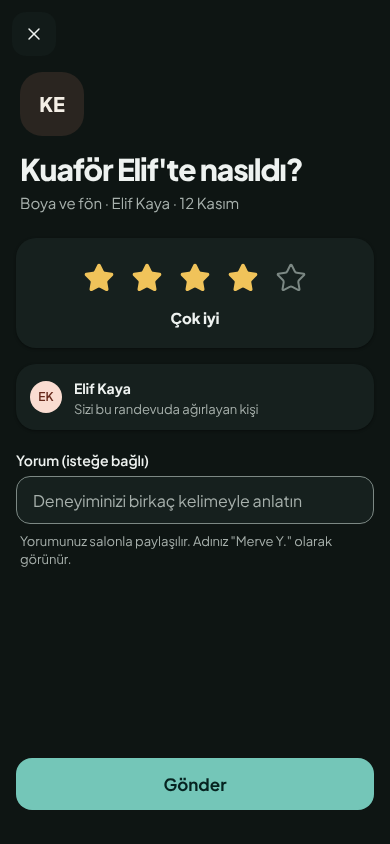 KE
Kuaför Elif'te nasıldı?
Boya ve fön · Elif Kaya · 12 Kasım
Çok iyi
EK
Elif Kaya
Sizi bu randevuda ağırlayan kişi
Yorum (isteğe bağlı)
Deneyiminizi birkaç kelimeyle anlatın
Yorumunuz salonla paylaşılır. Adınız "Merve Y." olarak
görünür.
Gönder